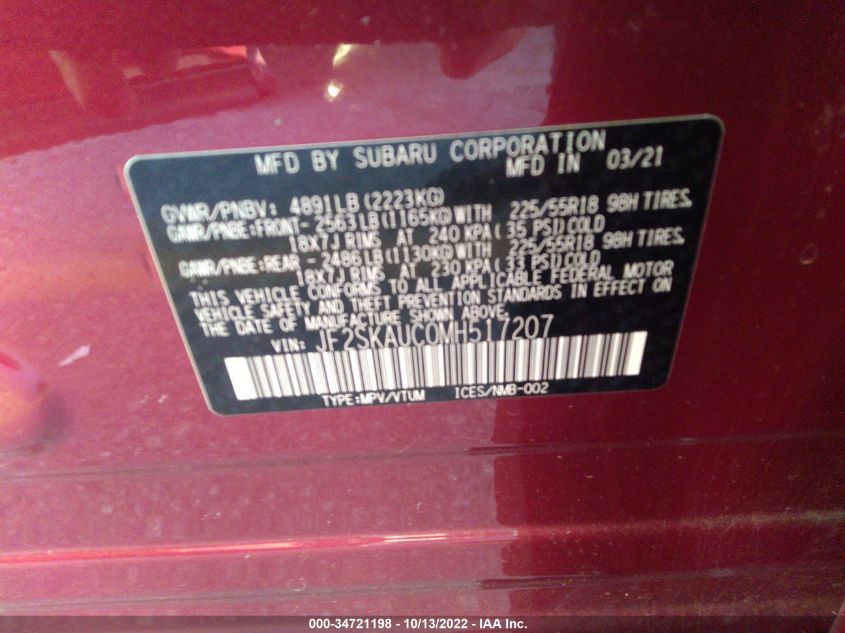 MFD BY SUBARU CORPORATION
MFD IN 03/21
GVWR/PNBV: 4891LB(2223KG)
GAWR/PNBE:FRONT- 2563LB(1165KG)WITH 225/55R18 98H TIRES,
18X7J RIMS AT 240 KPA( 35 PSI)COLD
GAWR/PNBE:REAR - 2486LB(1130KG)WITH 225/55R18 98H TIRES,
18X7J RIMS AT 230 KPA( 33 PSI)COLD
THIS VEHICLE CONFORMS TO ALL APPLICABLE FEDERAL MOTOR
VEHICLE SAFETY AND THEFT PREVENTION STANDARDS IN EFFECT ON
THE DATE OF MANUFACTURE SHOWN ABOVE.
VIN: JF2SKAUC0MH517207
TYPE:MPV/VTUM ICES/NMB-002
000-34721198 - 10/13/2022 - IAA Inc.